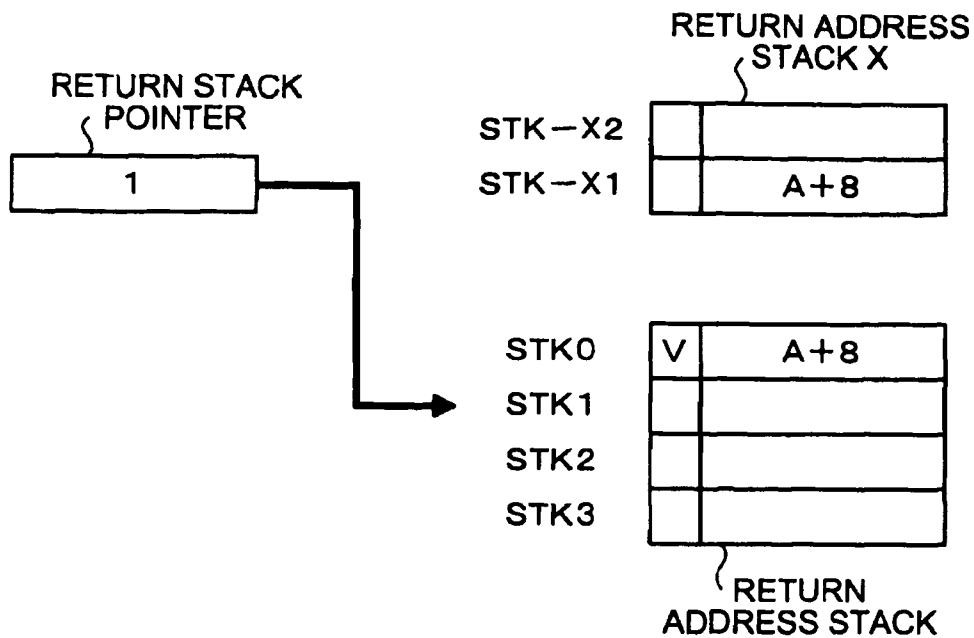 RETURN ADDRESS
STACK X
RETURN STACK
POINTER
STK-X2
1
STK-X1
A+8
STK0
V
A+8
STK1
STK2
STK3
RETURN
ADDRESS STACK